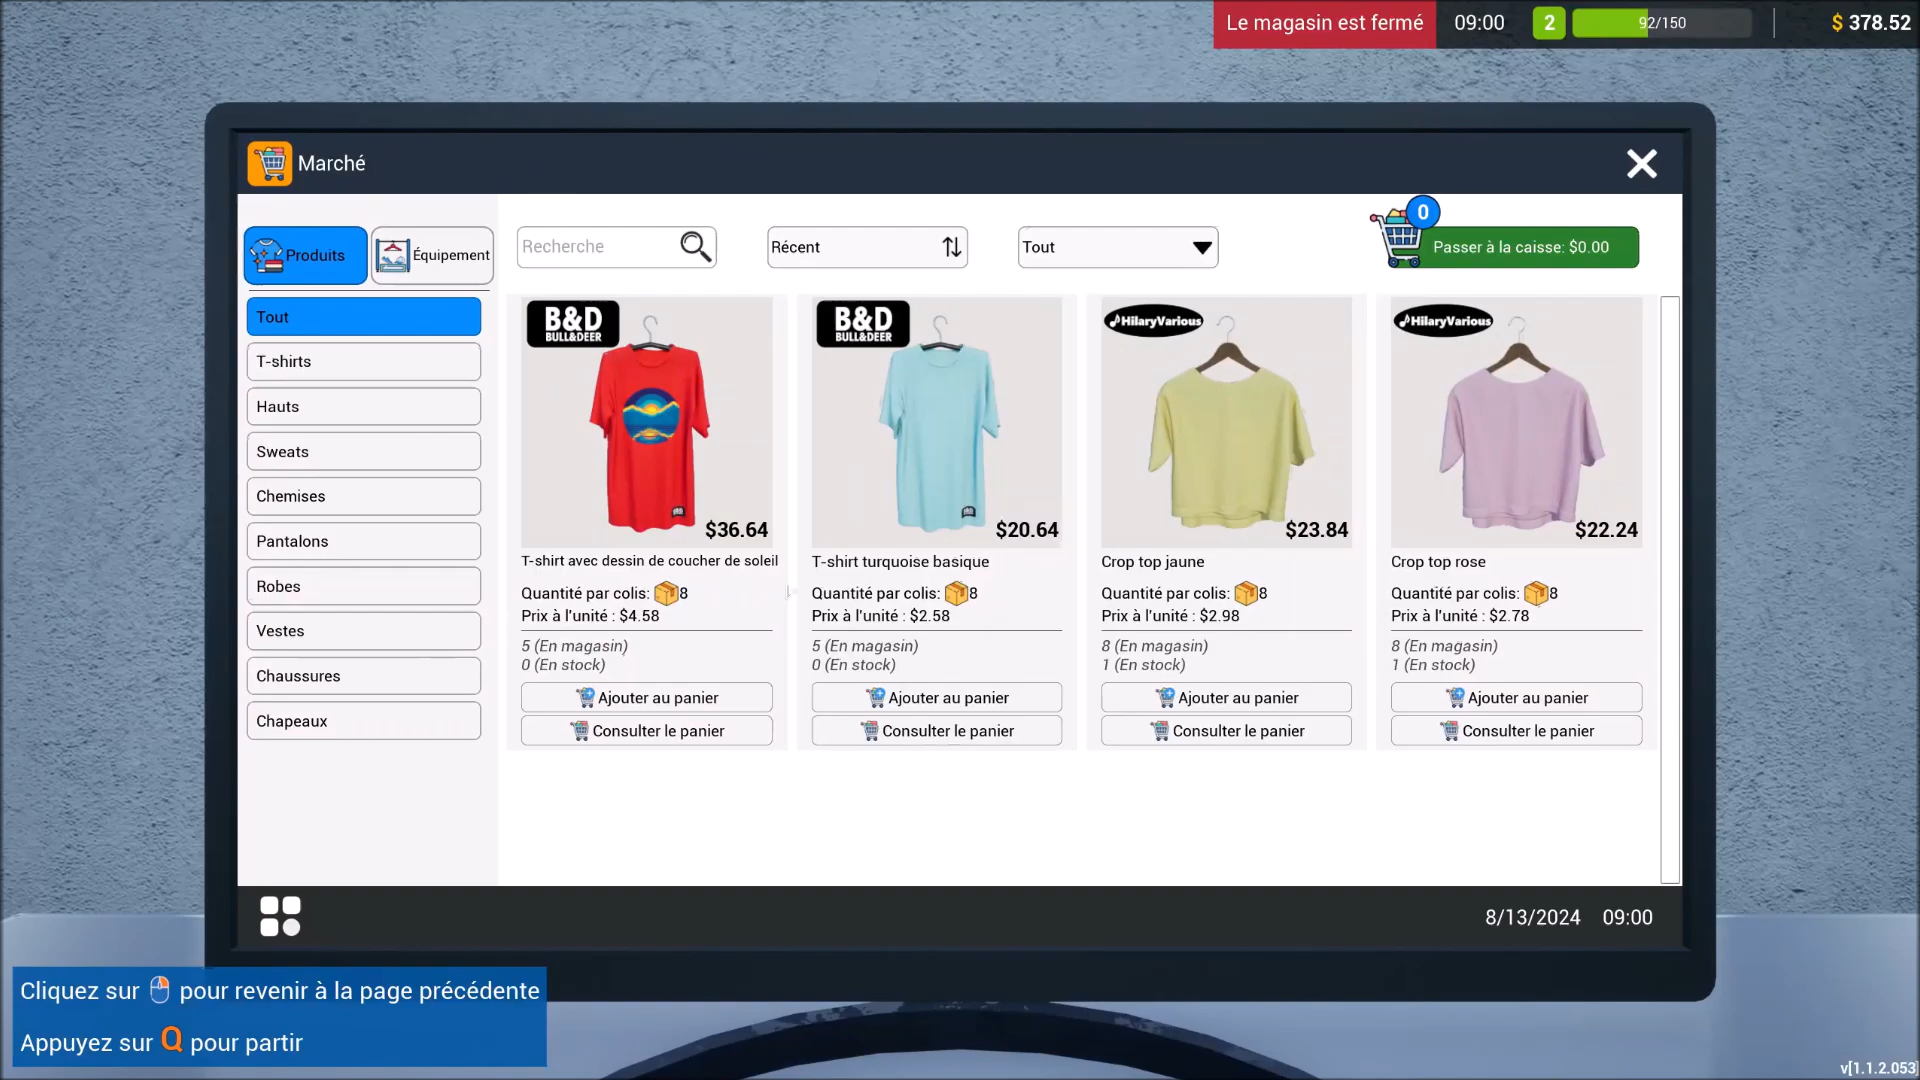 Le magasin est fermé
09:00
2
92/150
$ 378.52
Marché
Produits
Équipement
Recherche
Récent
Tout
0
Passer à la caisse: $0.00
Tout
T-shirts
Hauts
Sweats
Chemises
Pantalons
Robes
Vestes
Chaussures
Chapeaux
B&D
BULL&DEER
$36.64
T-shirt avec dessin de coucher de soleil
Quantité par colis: 8
Prix à l'unité : $4.58
5 (En magasin)
0 (En stock)
Ajouter au panier
Consulter le panier
B&D
BULL&DEER
$20.64
T-shirt turquoise basique
Quantité par colis: 8
Prix à l'unité : $2.58
5 (En magasin)
0 (En stock)
Ajouter au panier
Consulter le panier
HilaryVarious
$23.84
Crop top jaune
Quantité par colis: 8
Prix à l'unité : $2.98
8 (En magasin)
1 (En stock)
Ajouter au panier
Consulter le panier
HilaryVarious
$22.24
Crop top rose
Quantité par colis: 8
Prix à l'unité : $2.78
8 (En magasin)
1 (En stock)
Ajouter au panier
Consulter le panier
8/13/2024 09:00
Cliquez sur pour revenir à la page précédente
Appuyez sur Q pour partir
v[1.1.2.053]